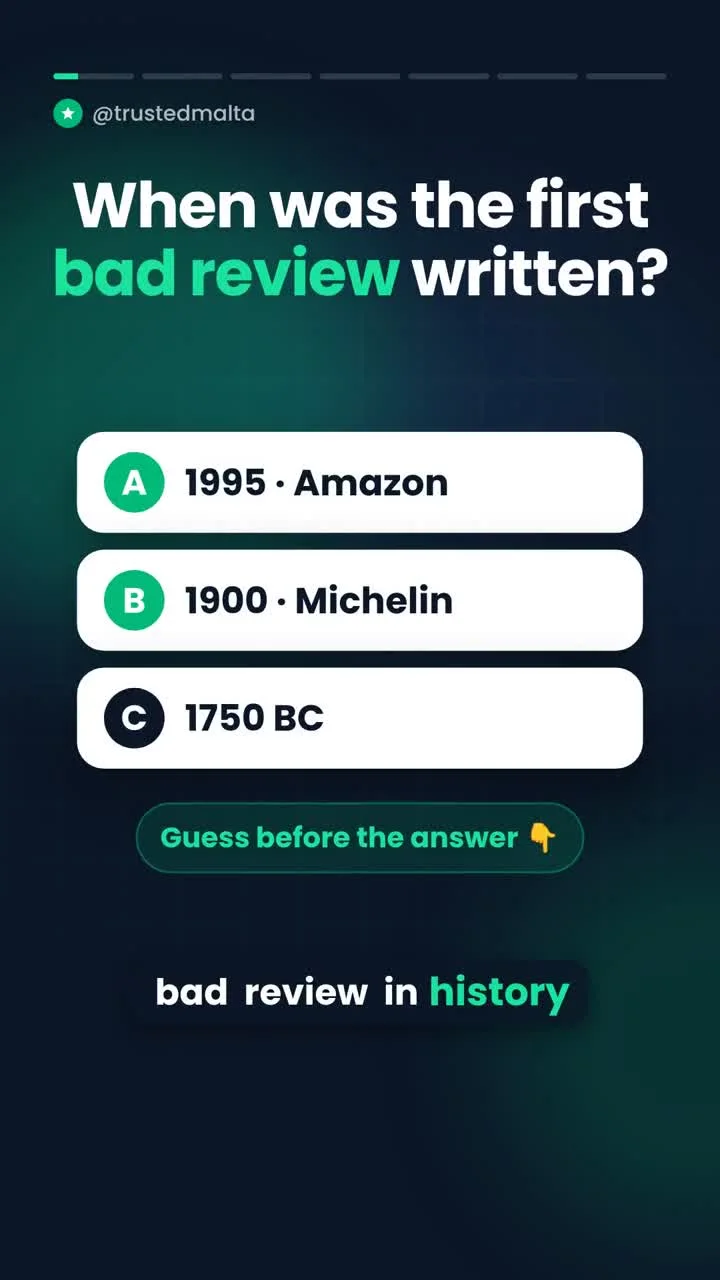 @trustedmalta
When was the first
bad review written?
A 1995 · Amazon
B 1900 · Michelin
C 1750 BC
Guess before the answer 👇
bad review in history